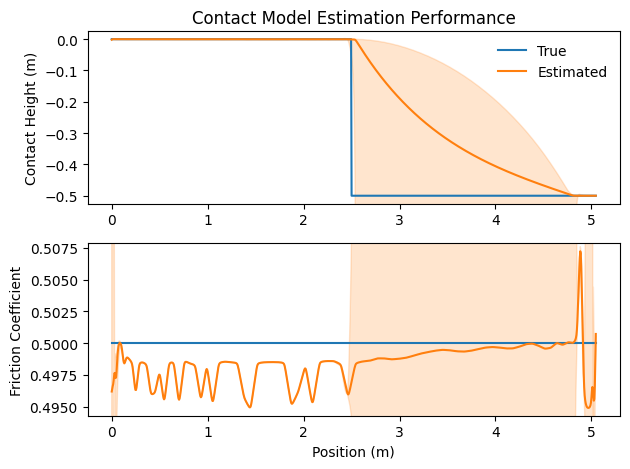 Contact Model Estimation Performance
Contact Height (m)
0.0
−0.1
−0.2
−0.3
−0.4
−0.5
True
Estimated
0 1 2 3 4 5
Friction Coefficient
0.5075
0.5050
0.5025
0.5000
0.4975
0.4950
0 1 2 3 4 5
Position (m)